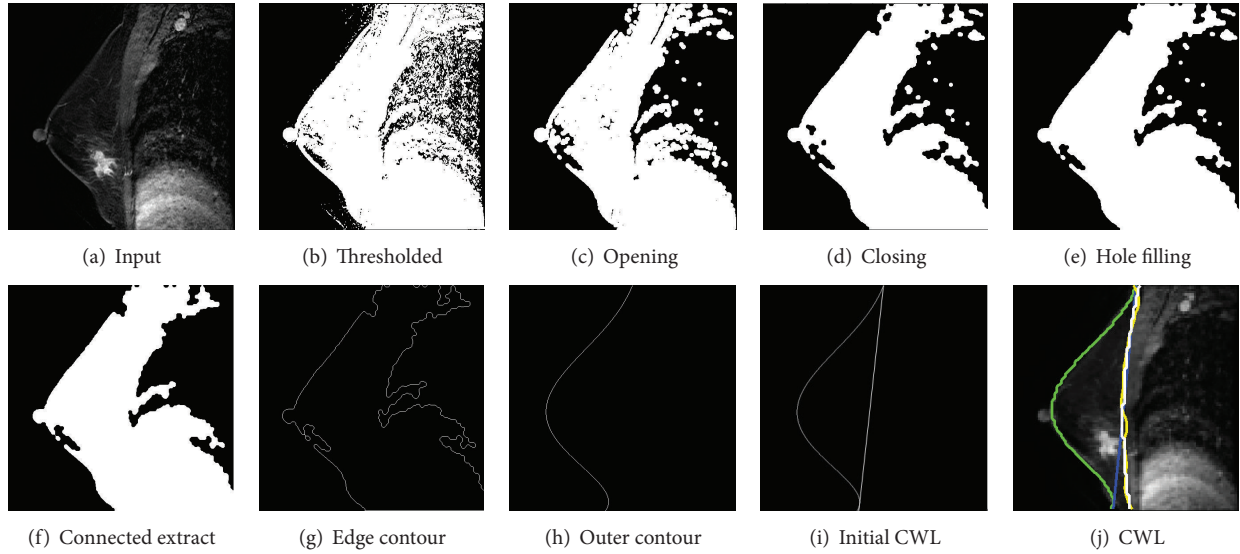 (a) Input
(b) Thresholded
(c) Opening
(d) Closing
(e) Hole filling
(f) Connected extract
(g) Edge contour
(h) Outer contour
(i) Initial CWL
(j) CWL